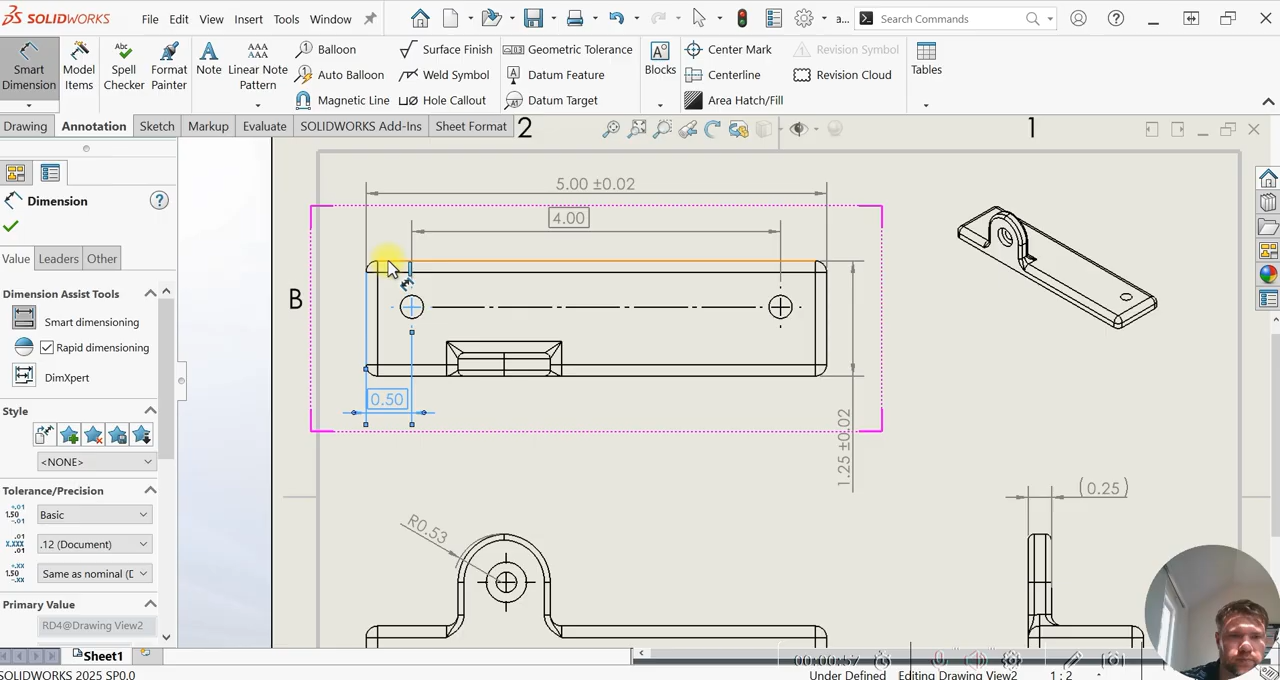 SOLIDWORKS File Edit View Insert Tools Window a... Search Commands
Smart Dimension
Model Items
Spell Checker
Format Painter
Note
Linear Note Pattern
Balloon
Auto Balloon
Magnetic Line
Surface Finish
Weld Symbol
Hole Callout
Geometric Tolerance
Datum Feature
Datum Target
Blocks
Center Mark
Centerline
Area Hatch/Fill
Revision Symbol
Revision Cloud
Tables
Drawing Annotation Sketch Markup Evaluate SOLIDWORKS Add-Ins Sheet Format
2 1
Dimension
Value Leaders Other
Dimension Assist Tools
Smart dimensioning
Rapid dimensioning
DimXpert
Style
<NONE>
Tolerance/Precision
Basic
.12 (Document)
Same as nominal (D
Primary Value
RD4@Drawing View2
5.00 ±0.02
4.00
B
0.50
1.25 ±0.02
(0.25)
R0.53
Sheet1
00:00:57
SOLIDWORKS 2025 SP0.0 Under Defined Editing Drawing View2 1 : 2